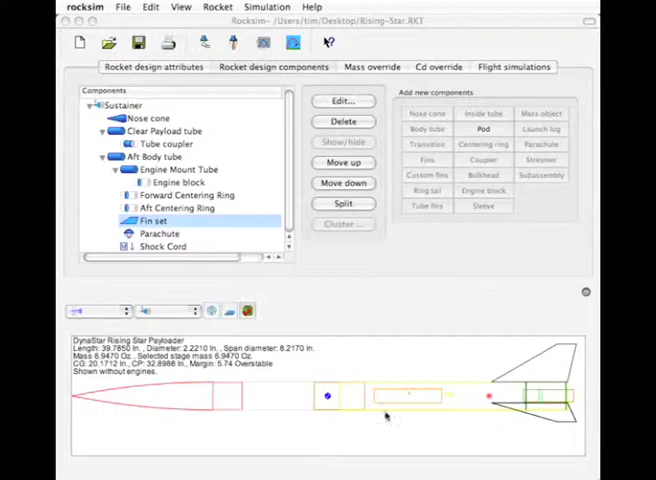 rocksim File Edit View Rocket Simulation Help
Rocksim- /Users/tim/Desktop/Rising-Star.RKT
Rocket design attributes Rocket design components Mass override Cd override Flight simulations
Components
Sustainer
Nose cone
Clear Payload tube
Tube coupler
Aft Body tube
Engine Mount Tube
Engine block
Forward Centering Ring
Aft Centering Ring
Fin set
Parachute
Shock Cord
Edit...
Delete
Show/hide
Move up
Move down
Split
Cluster ...
Add new components
Nose cone Inside tube Mass object
Body tube Pod Launch lug
Transition Centering ring Parachute
Fins Coupler Streamer
Custom fins Bulkhead Subassembly
Ring tail Engine block
Tube fins Sleeve
DynaStar Rising Star Payloader
Length: 39.7850 In. , Diameter: 2.2210 In. , Span diameter: 8.2170 In.
Mass 6.9470 Oz. , Selected stage mass 6.9470 Oz.
CG: 20.1712 In., CP: 32.8988 In., Margin: 5.74 Overstable
Shown without engines.